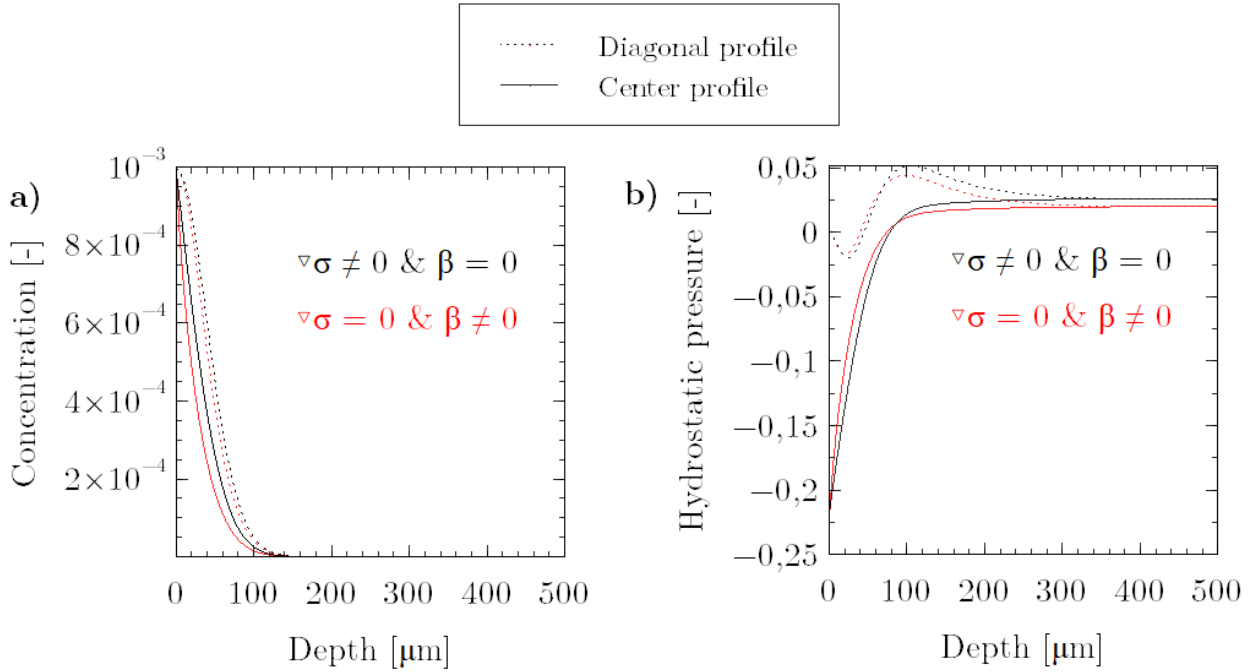 Diagonal profile
Center profile
a)
Concentration [-]
10⁻³
8×10⁻⁴
6×10⁻⁴
4×10⁻⁴
2×10⁻⁴
▽σ ≠ 0 & β = 0
▽σ = 0 & β ≠ 0
0 100 200 300 400 500
Depth [μm]
b)
Hydrostatic pressure [-]
0,05
0
−0,05
−0,1
−0,15
−0,2
−0,25
▽σ ≠ 0 & β = 0
▽σ = 0 & β ≠ 0
0 100 200 300 400 500
Depth [μm]